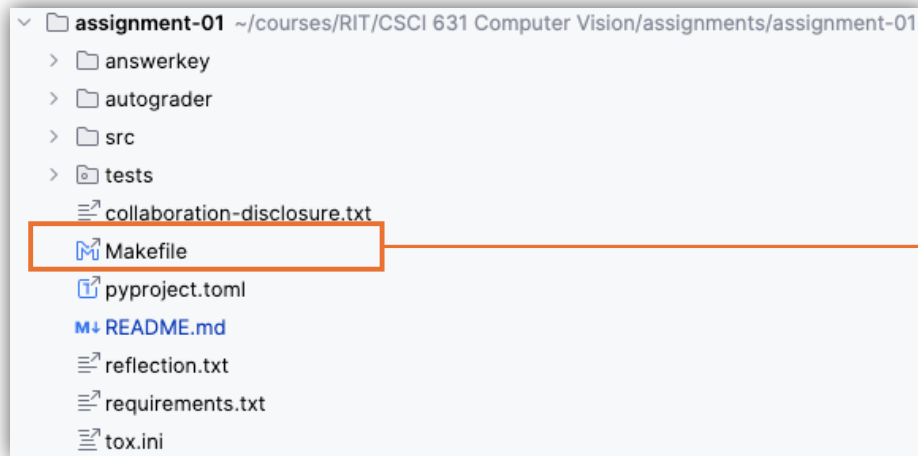 assignment-01 ~/courses/RIT/CSCI 631 Computer Vision/assignments/assignment-01
answerkey
autograder
src
tests
collaboration-disclosure.txt
Makefile
pyproject.toml
README.md
reflection.txt
requirements.txt
tox.ini